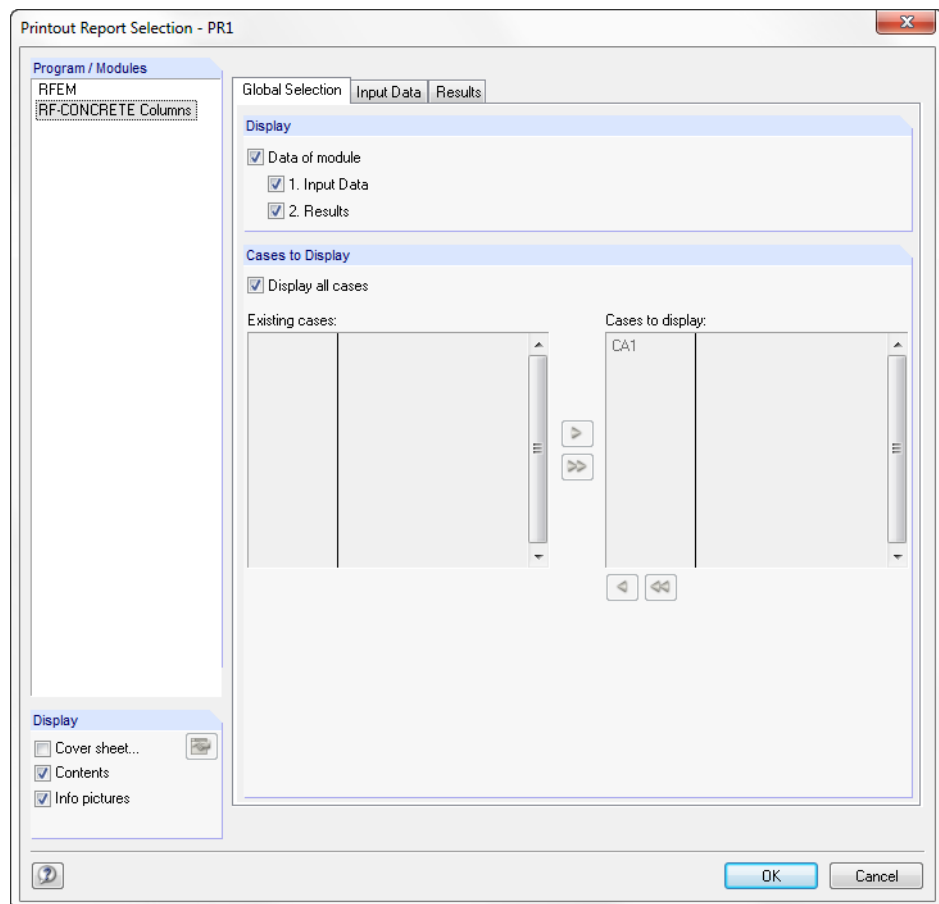 Printout Report Selection - PR1
Program / Modules
RFEM
RF-CONCRETE Columns
Global Selection
Input Data
Results
Display
Data of module
1. Input Data
2. Results
Cases to Display
Display all cases
Existing cases:
Cases to display:
CA1
>
>>
<
<<
Display
Cover sheet...
Contents
Info pictures
OK
Cancel